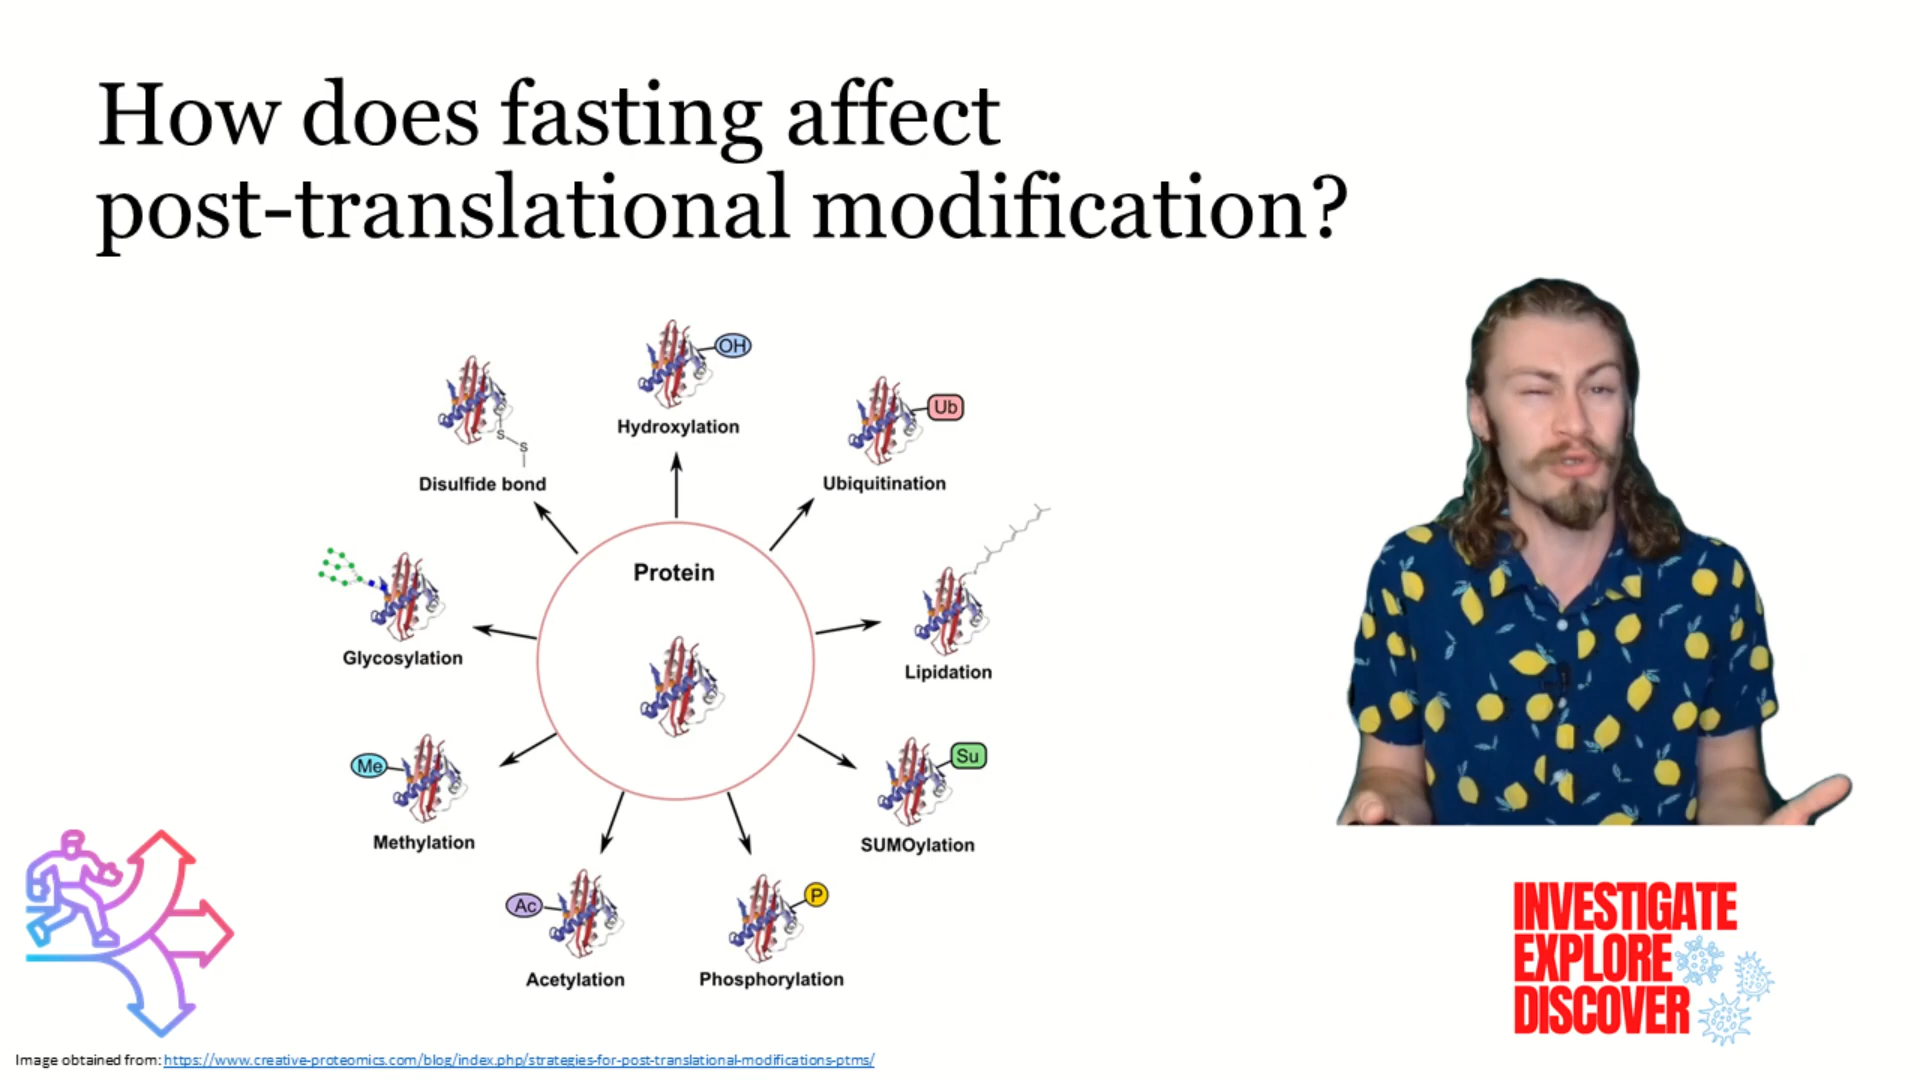 How does fasting affect
post-translational modification?
OH
Hydroxylation
Ub
Ubiquitination
S
S
Disulfide bond
Protein
Glycosylation
Lipidation
Me
Methylation
Su
SUMOylation
Ac
Acetylation
P
Phosphorylation
INVESTIGATE
EXPLORE
DISCOVER
Image obtained from: https://www.creative-proteomics.com/blog/index.php/strategies-for-post-translational-modifications-ptms/